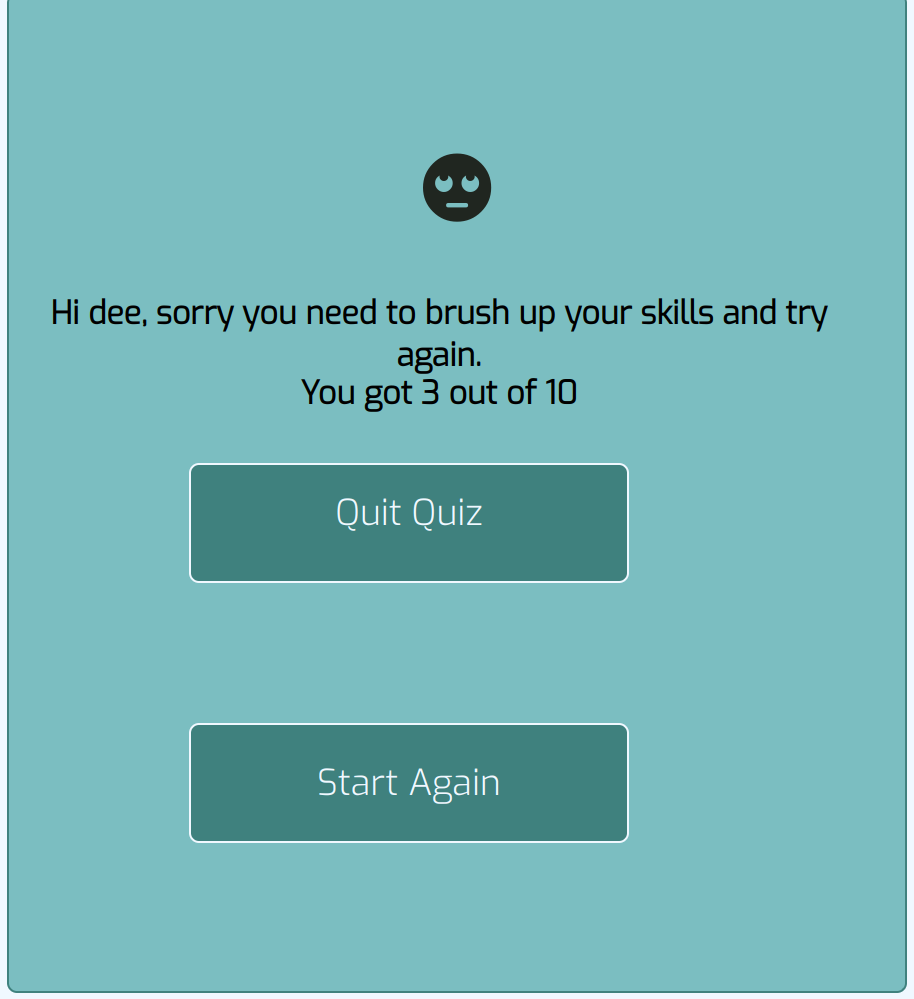 Hi dee, sorry you need to brush up your skills and try
again.
You got 3 out of 10
Quit Quiz
Start Again